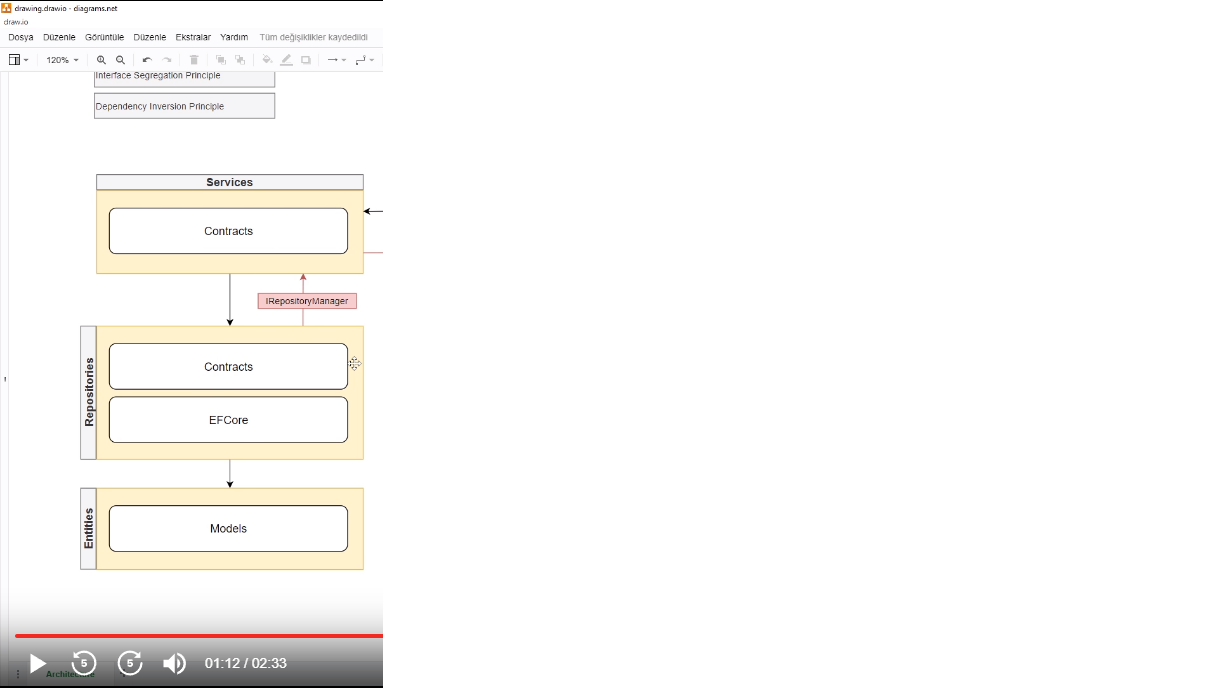 drawing.drawio - diagrams.net
draw.io
Dosya Düzenle Görüntüle Düzenle Ekstralar Yardım Tüm değişiklikler kaydedildi
120%
Interface Segregation Principle
Dependency Inversion Principle
Services
Contracts
IRepositoryManager
Repositories
Contracts
EFCore
Entities
Models
5 5 01:12 / 02:33
Architecture